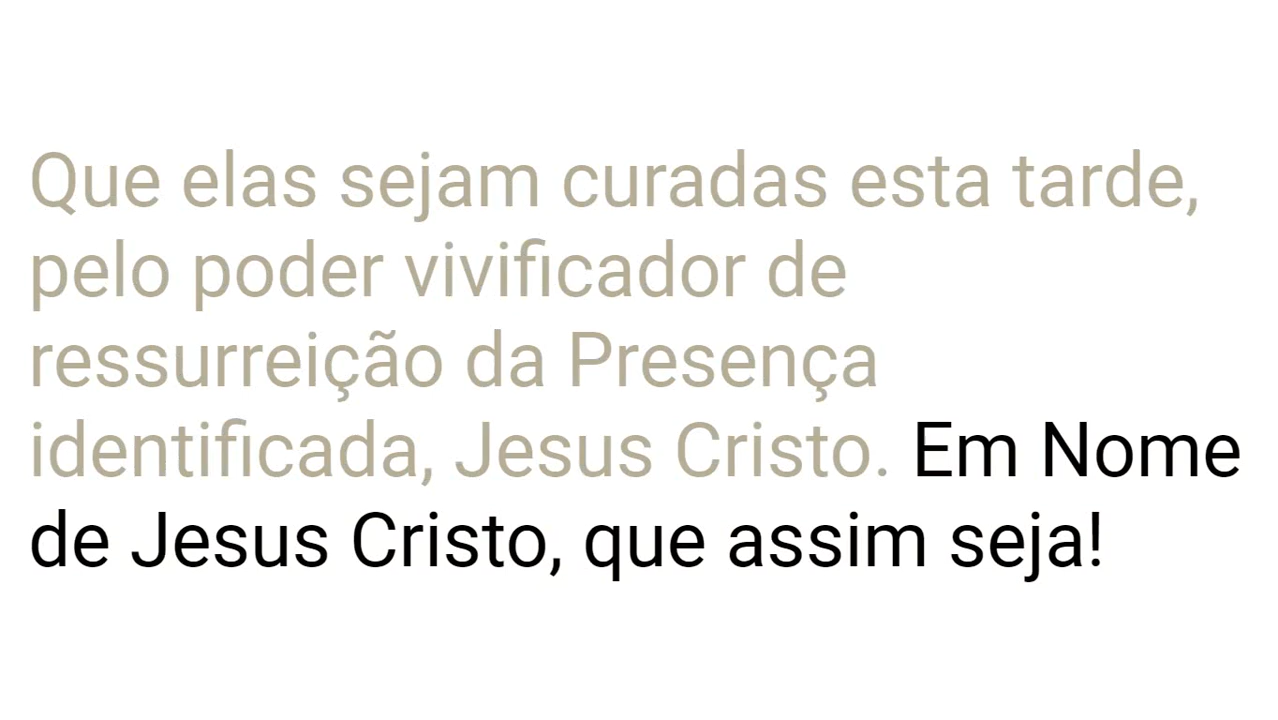 Que elas sejam curadas esta tarde,
pelo poder vivificador de
ressurreição da Presença
identificada, Jesus Cristo. Em Nome
de Jesus Cristo, que assim seja!